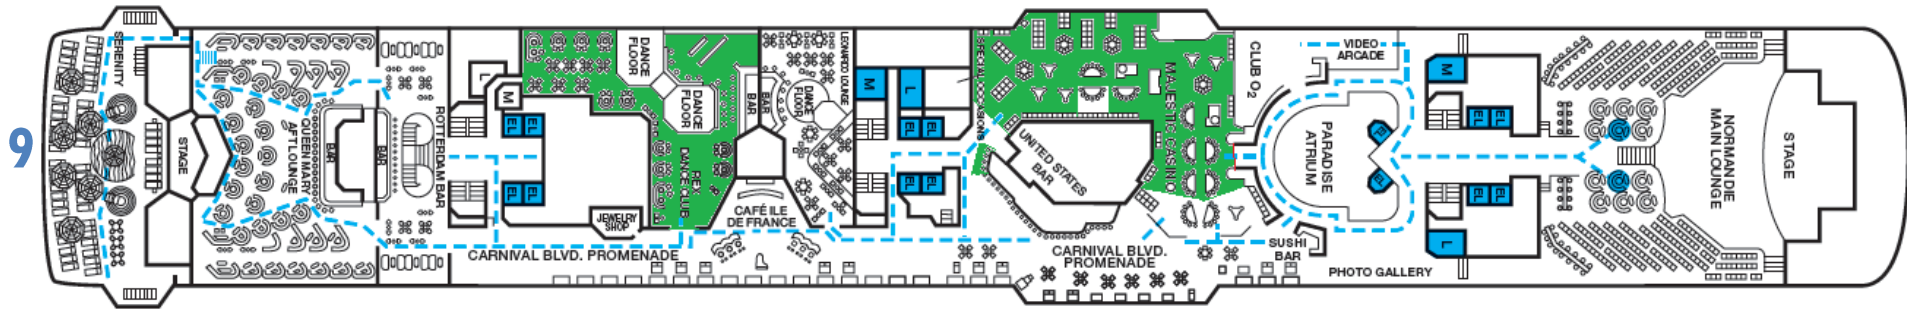 9
SERENITY
STAGE
QUEEN MARY
AFT LOUNGE
BAR
BAR
ROTTERDAM BAR
L
M
EL
EL
EL
EL
JEWELRY
SHOP
CARNIVAL BLVD. PROMENADE
DANCE
FLOOR
DANCE
FLOOR
REX
DANCE CLUB
BAR
BAR
CAFÉ ILE
DE FRANCE
DANCE
FLOOR
LEONARDO LOUNGE
M
L
EL
EL
EL
EL
SPECIAL OCCASIONS
UNITED STATES
BAR
MAJESTIC CASINO
CARNIVAL BLVD.
PROMENADE
CLUB O2
VIDEO
ARCADE
PARADISE
ATRIUM
EL
EL
SUSHI
BAR
PHOTO GALLERY
M
EL
EL
EL
EL
L
NORMANDIE
MAIN LOUNGE
STAGE